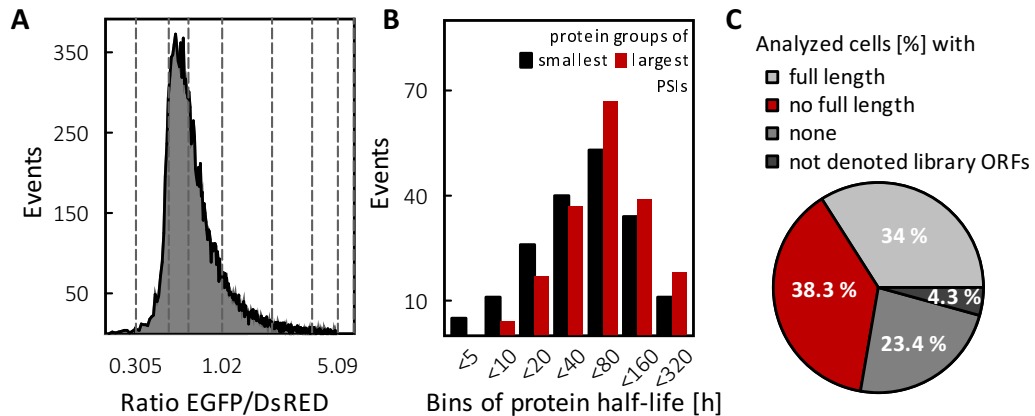 A
Events
350
250
150
50
0.305
1.02
5.09
Ratio EGFP/DsRED
B
Events
70
40
10
protein groups of
smallest
largest
PSIs
<5
<10
<20
<40
<80
<160
<320
Bins of protein half-life [h]
C
Analyzed cells [%] with
full length
no full length
none
not denoted library ORFs
34 %
38.3 %
4.3 %
23.4 %